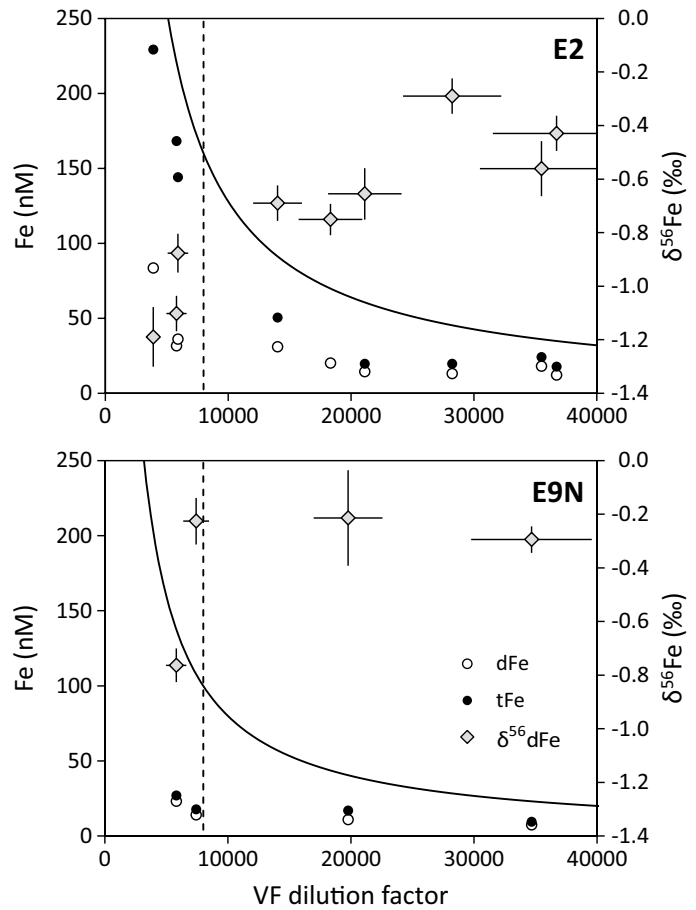 E2
250
200
150
100
50
0
Fe (nM)
0.0
-0.2
-0.4
-0.6
-0.8
-1.0
-1.2
-1.4
δ⁵⁶Fe (‰)
0 10000 20000 30000 40000
E9N
250
200
150
100
50
0
Fe (nM)
0.0
-0.2
-0.4
-0.6
-0.8
-1.0
-1.2
-1.4
δ⁵⁶Fe (‰)
dFe
tFe
δ⁵⁶dFe
0 10000 20000 30000 40000
VF dilution factor